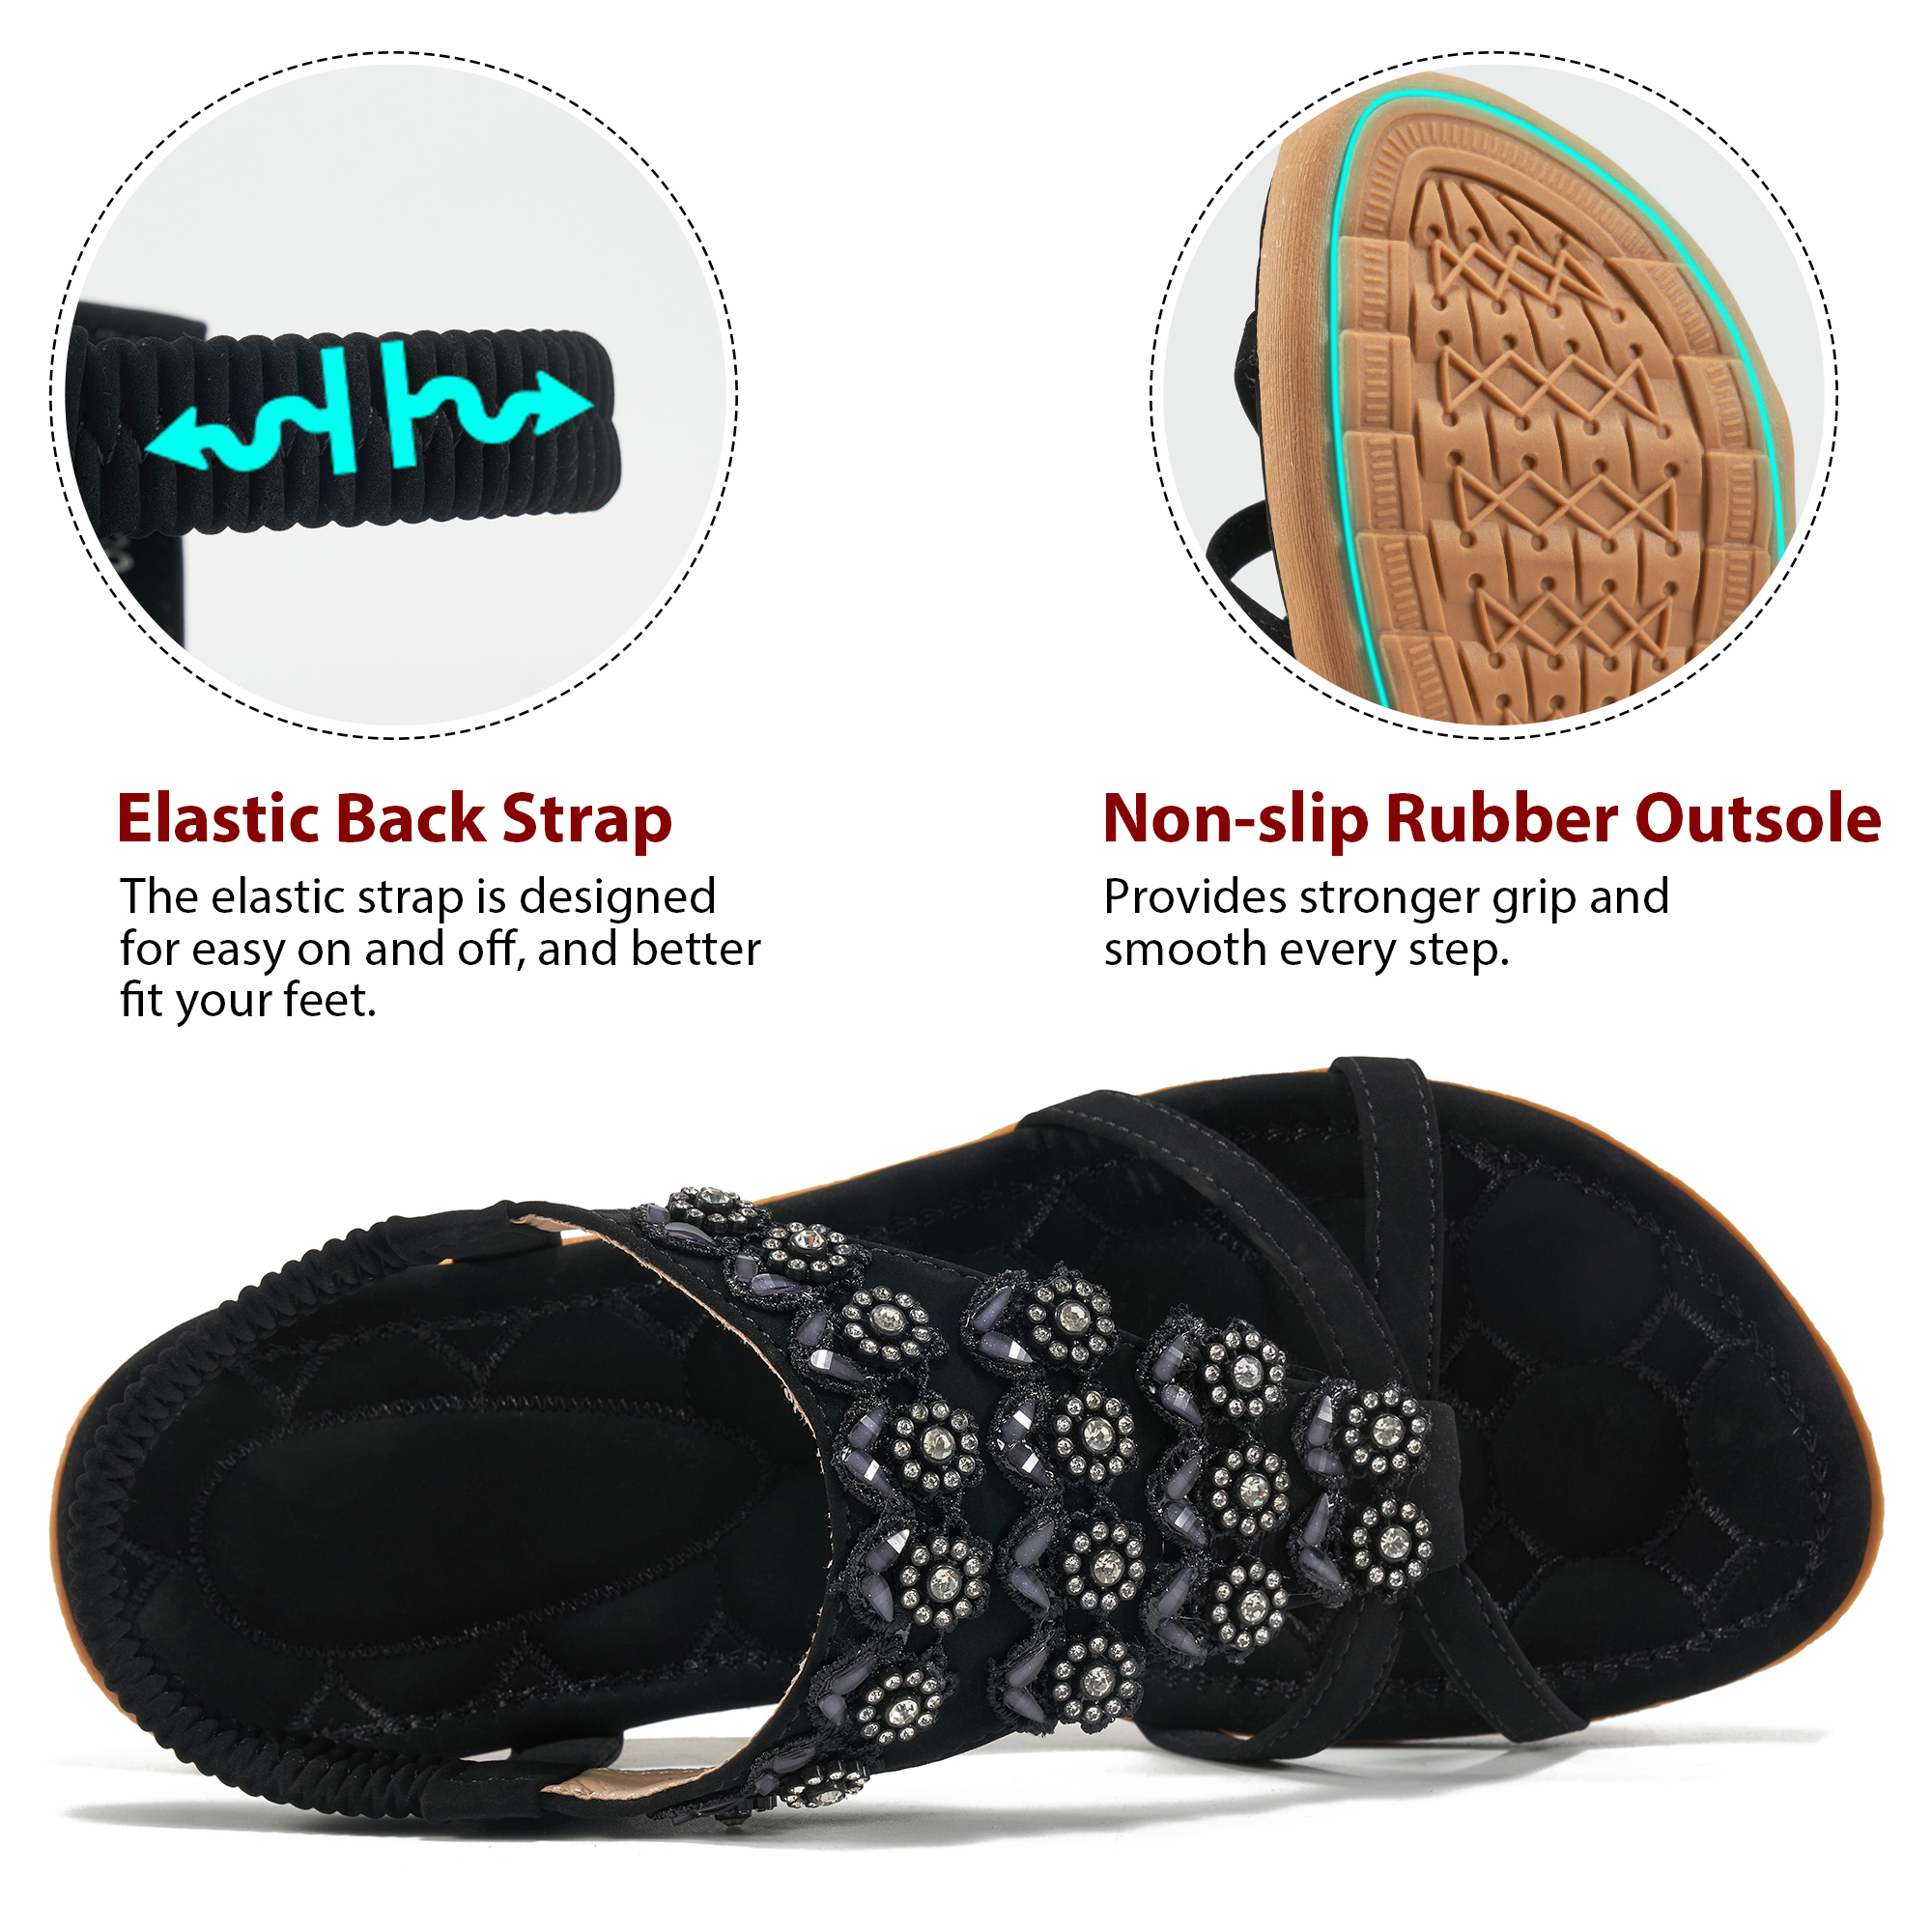 Elastic Back Strap
The elastic strap is designed
for easy on and off, and better
fit your feet.
Non-slip Rubber Outsole
Provides stronger grip and
smooth every step.